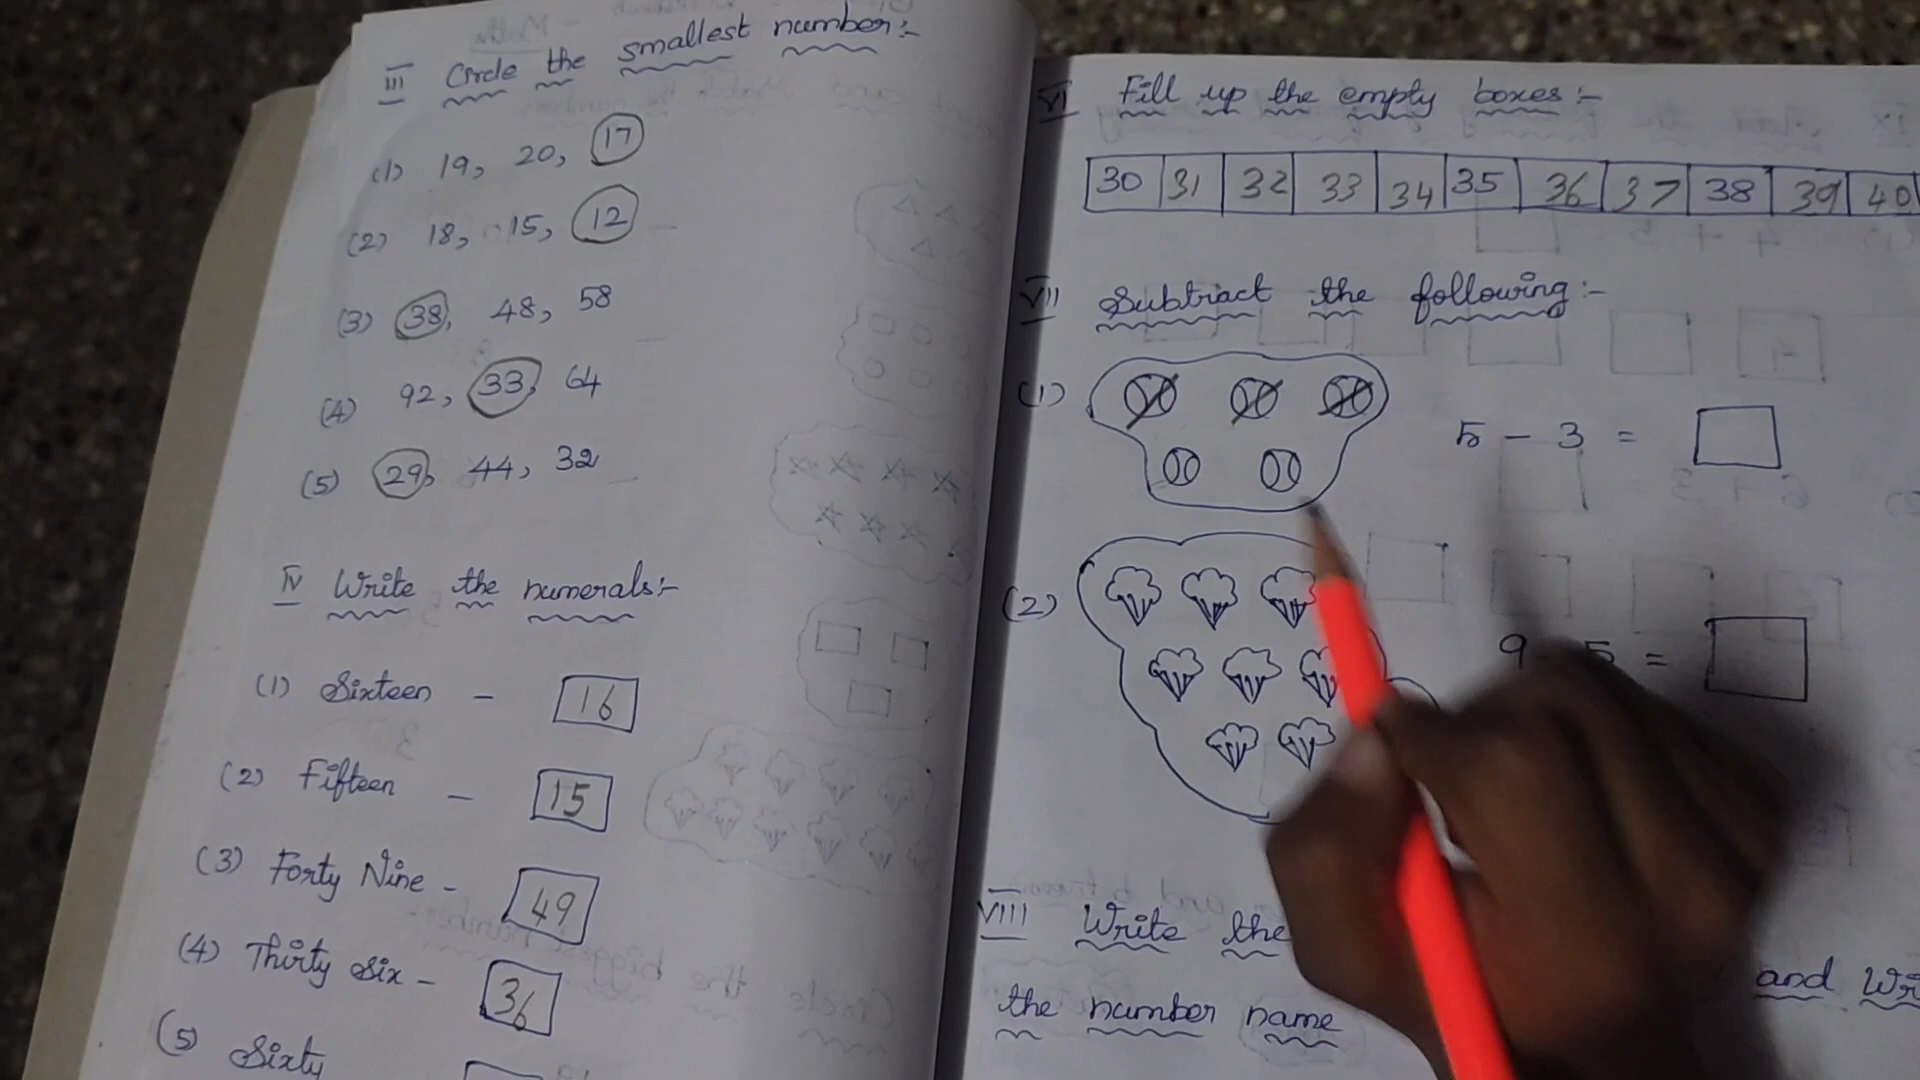 III Circle the smallest number:-
(1) 19, 20, 17
(2) 18, 15, 12
(3) 38, 48, 58
(4) 92, 33, 64
(5) 29, 44, 32
IV Write the numerals:-
(1) Sixteen - 16
(2) Fifteen - 15
(3) Forty Nine - 49
(4) Thirty Six - 36
(5) Sixty
VI Fill up the empty boxes:-
30 31 32 33 34 35 36 37 38 39 40
VII Subtract the following:-
(1) 5 - 3 =
(2) 9 - 5 =
VIII Write the and
the number name